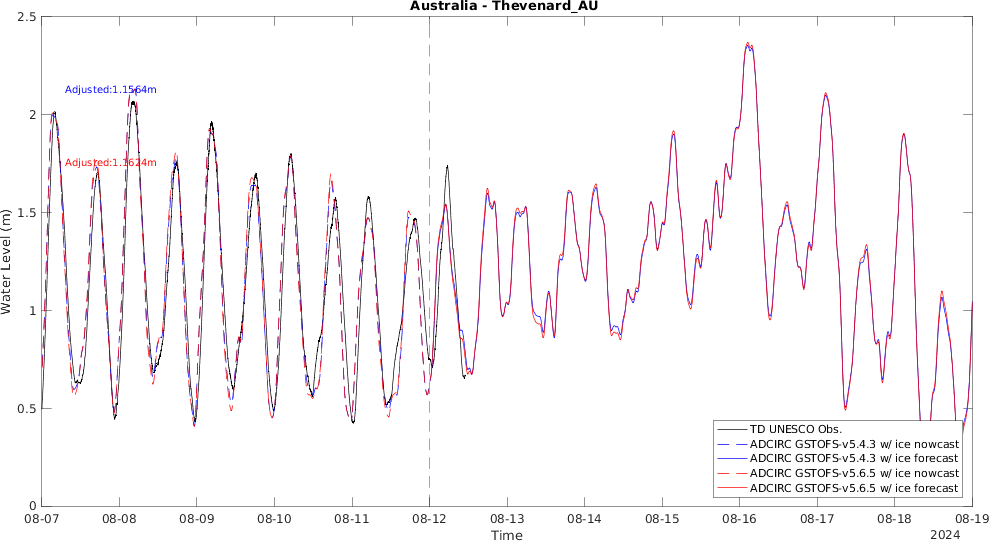 Australia - Thevenard_AU
2.5
2
1.5
1
0.5
0
Water Level (m)
Adjusted:1.1564m
Adjusted:1.1624m
TD UNESCO Obs.
ADCIRC GSTOFS-v5.4.3 w/ ice nowcast
ADCIRC GSTOFS-v5.4.3 w/ ice forecast
ADCIRC GSTOFS-v5.6.5 w/ ice nowcast
ADCIRC GSTOFS-v5.6.5 w/ ice forecast
08-07 08-08 08-09 08-10 08-11 08-12 08-13 08-14 08-15 08-16 08-17 08-18 08-19
Time
2024